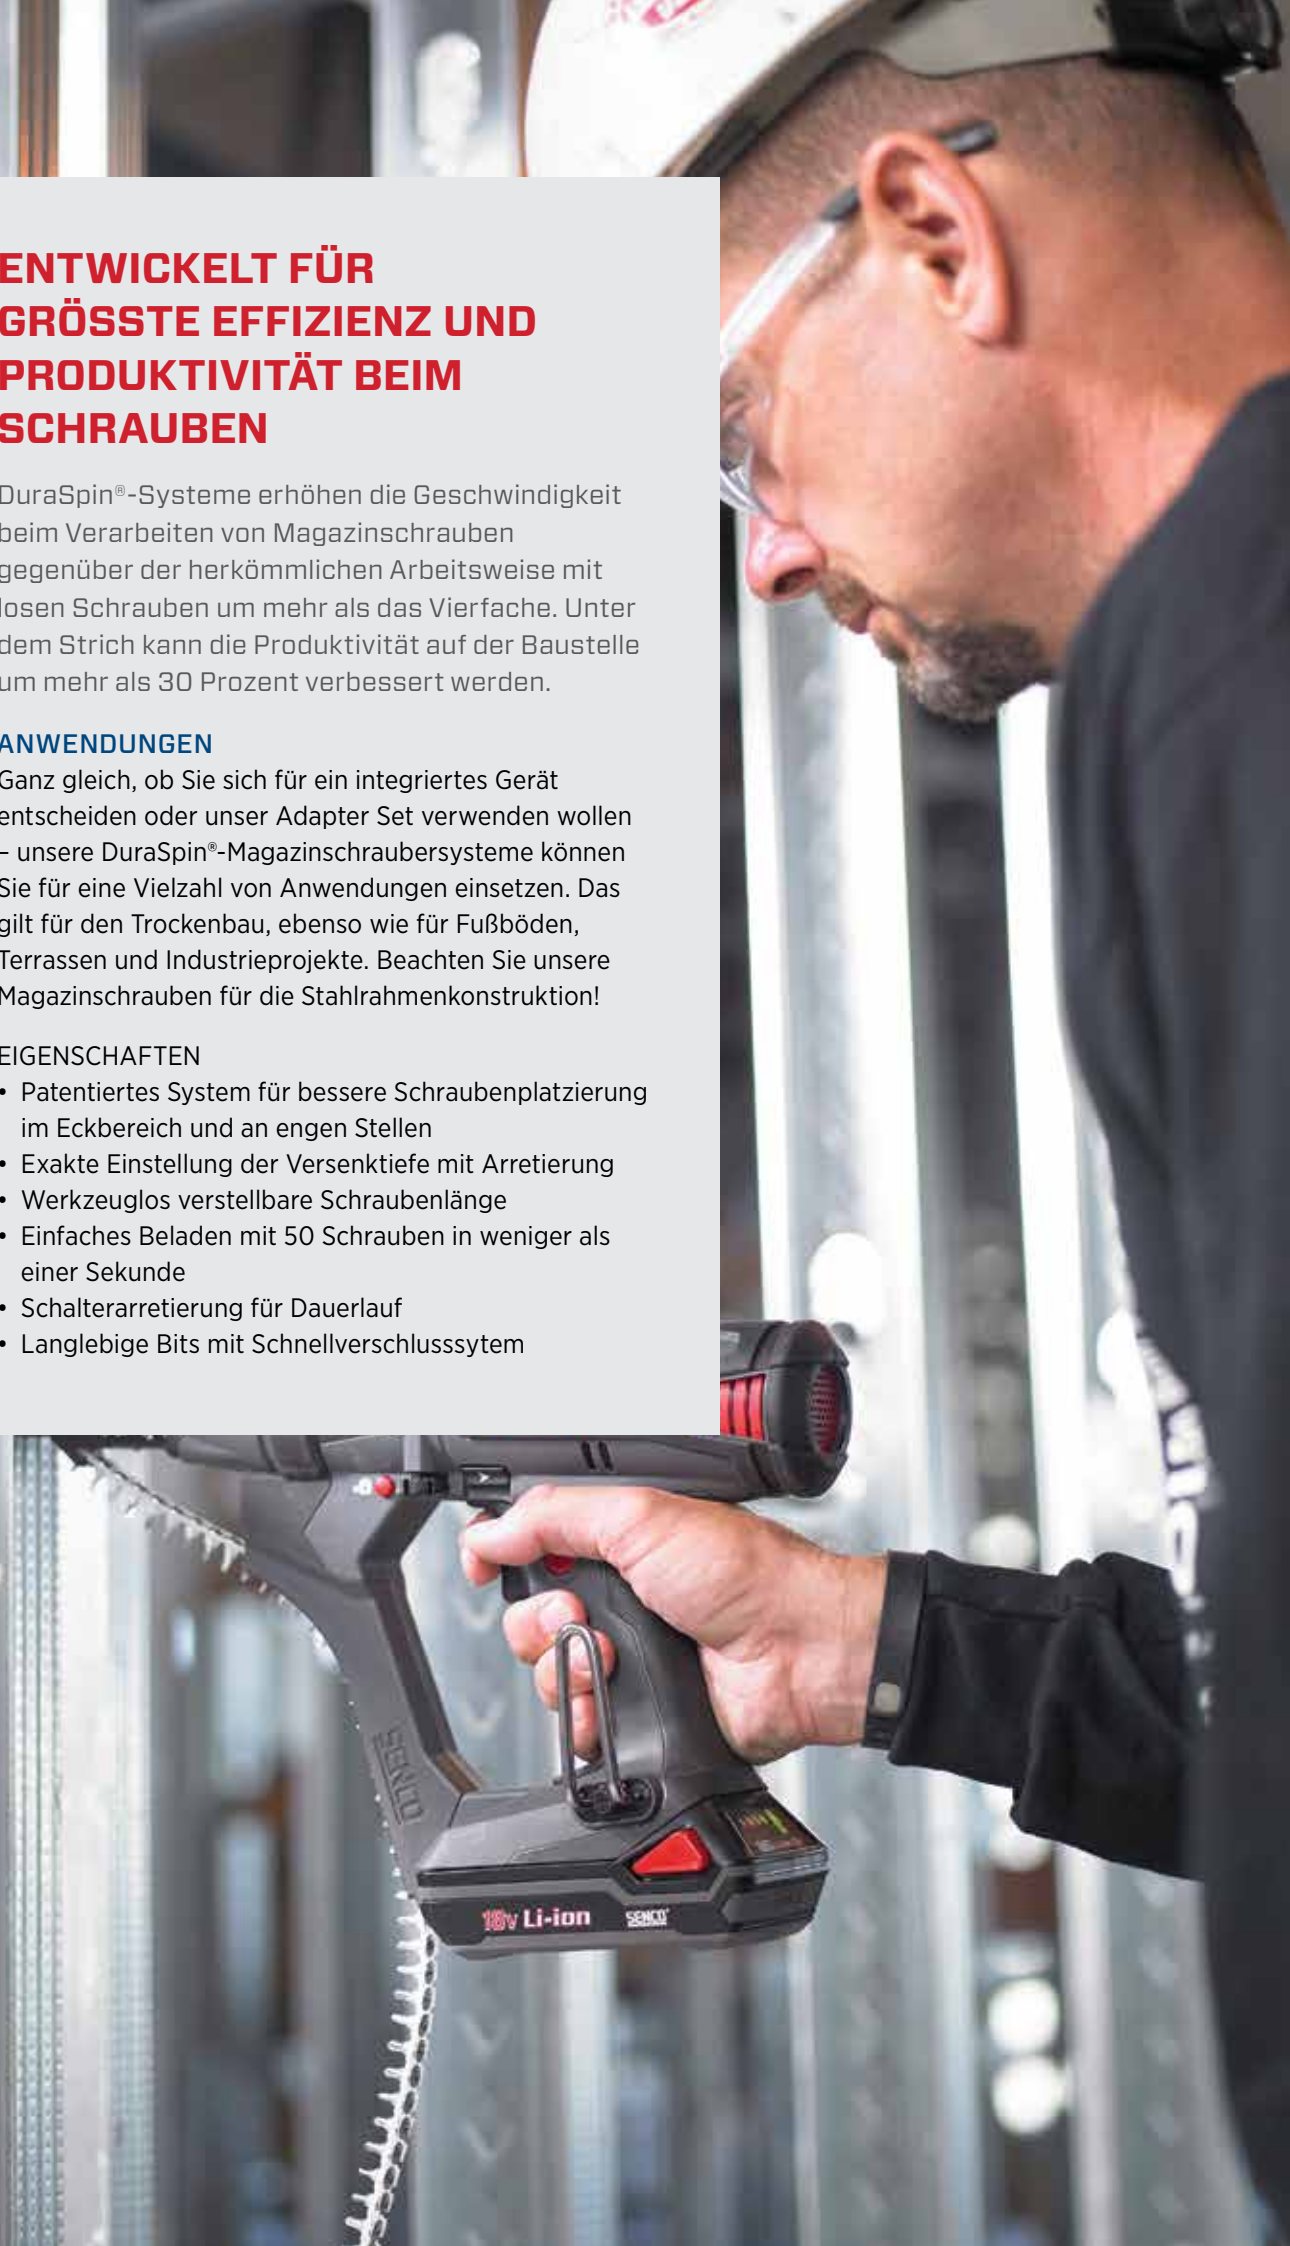 ENTWICKELT FÜR
GRÖSSTE EFFIZIENZ UND
PRODUKTIVITÄT BEIM
SCHRAUBEN
DuraSpin®-Systeme erhöhen die Geschwindigkeit
beim Verarbeiten von Magazinschrauben
gegenüber der herkömmlichen Arbeitsweise mit
losen Schrauben um mehr als das Vierfache. Unter
dem Strich kann die Produktivität auf der Baustelle
um mehr als 30 Prozent verbessert werden.
ANWENDUNGEN
Ganz gleich, ob Sie sich für ein integriertes Gerät
entscheiden oder unser Adapter Set verwenden wollen
– unsere DuraSpin®-Magazinschraubersysteme können
Sie für eine Vielzahl von Anwendungen einsetzen. Das
gilt für den Trockenbau, ebenso wie für Fußböden,
Terrassen und Industrieprojekte. Beachten Sie unsere
Magazinschrauben für die Stahlrahmenkonstruktion!
EIGENSCHAFTEN
• Patentiertes System für bessere Schraubenplatzierung
im Eckbereich und an engen Stellen
• Exakte Einstellung der Versenktiefe mit Arretierung
• Werkzeuglos verstellbare Schraubenlänge
• Einfaches Beladen mit 50 Schrauben in weniger als
einer Sekunde
• Schalterarretierung für Dauerlauf
• Langlebige Bits mit Schnellverschlusssytem
SENCO
18v Li-ion SENCO